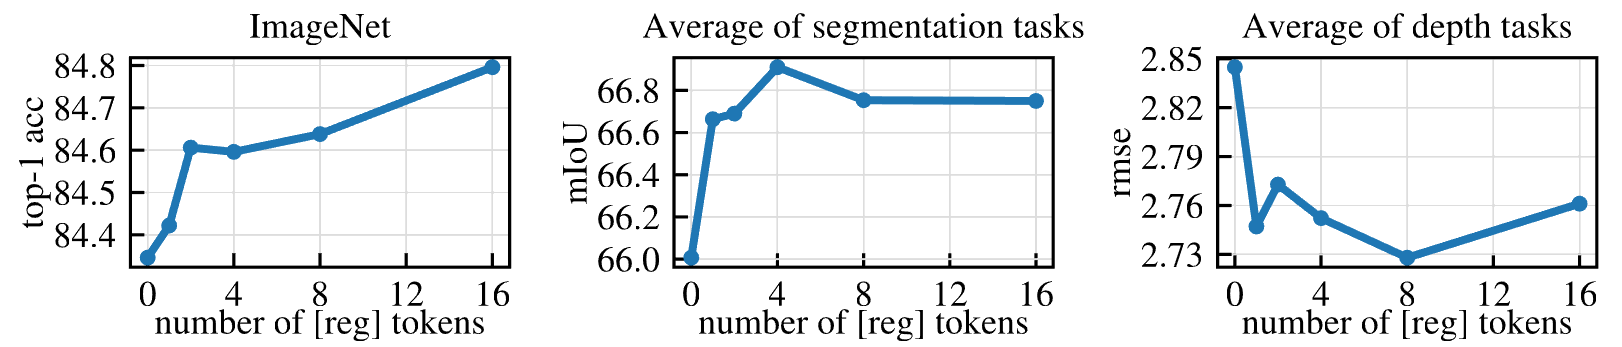 ImageNet
top-1 acc
84.8
84.7
84.6
84.5
84.4
0 4 8 12 16
number of [reg] tokens
Average of segmentation tasks
mIoU
66.8
66.6
66.4
66.2
66.0
0 4 8 12 16
number of [reg] tokens
Average of depth tasks
rmse
2.85
2.82
2.79
2.76
2.73
0 4 8 12 16
number of [reg] tokens